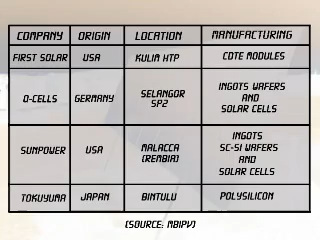 COMPANY ORIGIN LOCATION MANUFACTURING
FIRST SOLAR USA KULIM HTP CDTE MODULES
Q-CELLS GERMANY SELANGOR SP2 INGOTS WAFERS AND SOLAR CELLS
SUNPOWER USA MALACCA (REMBIA) INGOTS SC-SI WAFERS AND SOLAR CELLS
TOKUYUMA JAPAN BINTULU POLYSILICON
(SOURCE: MBIPV)